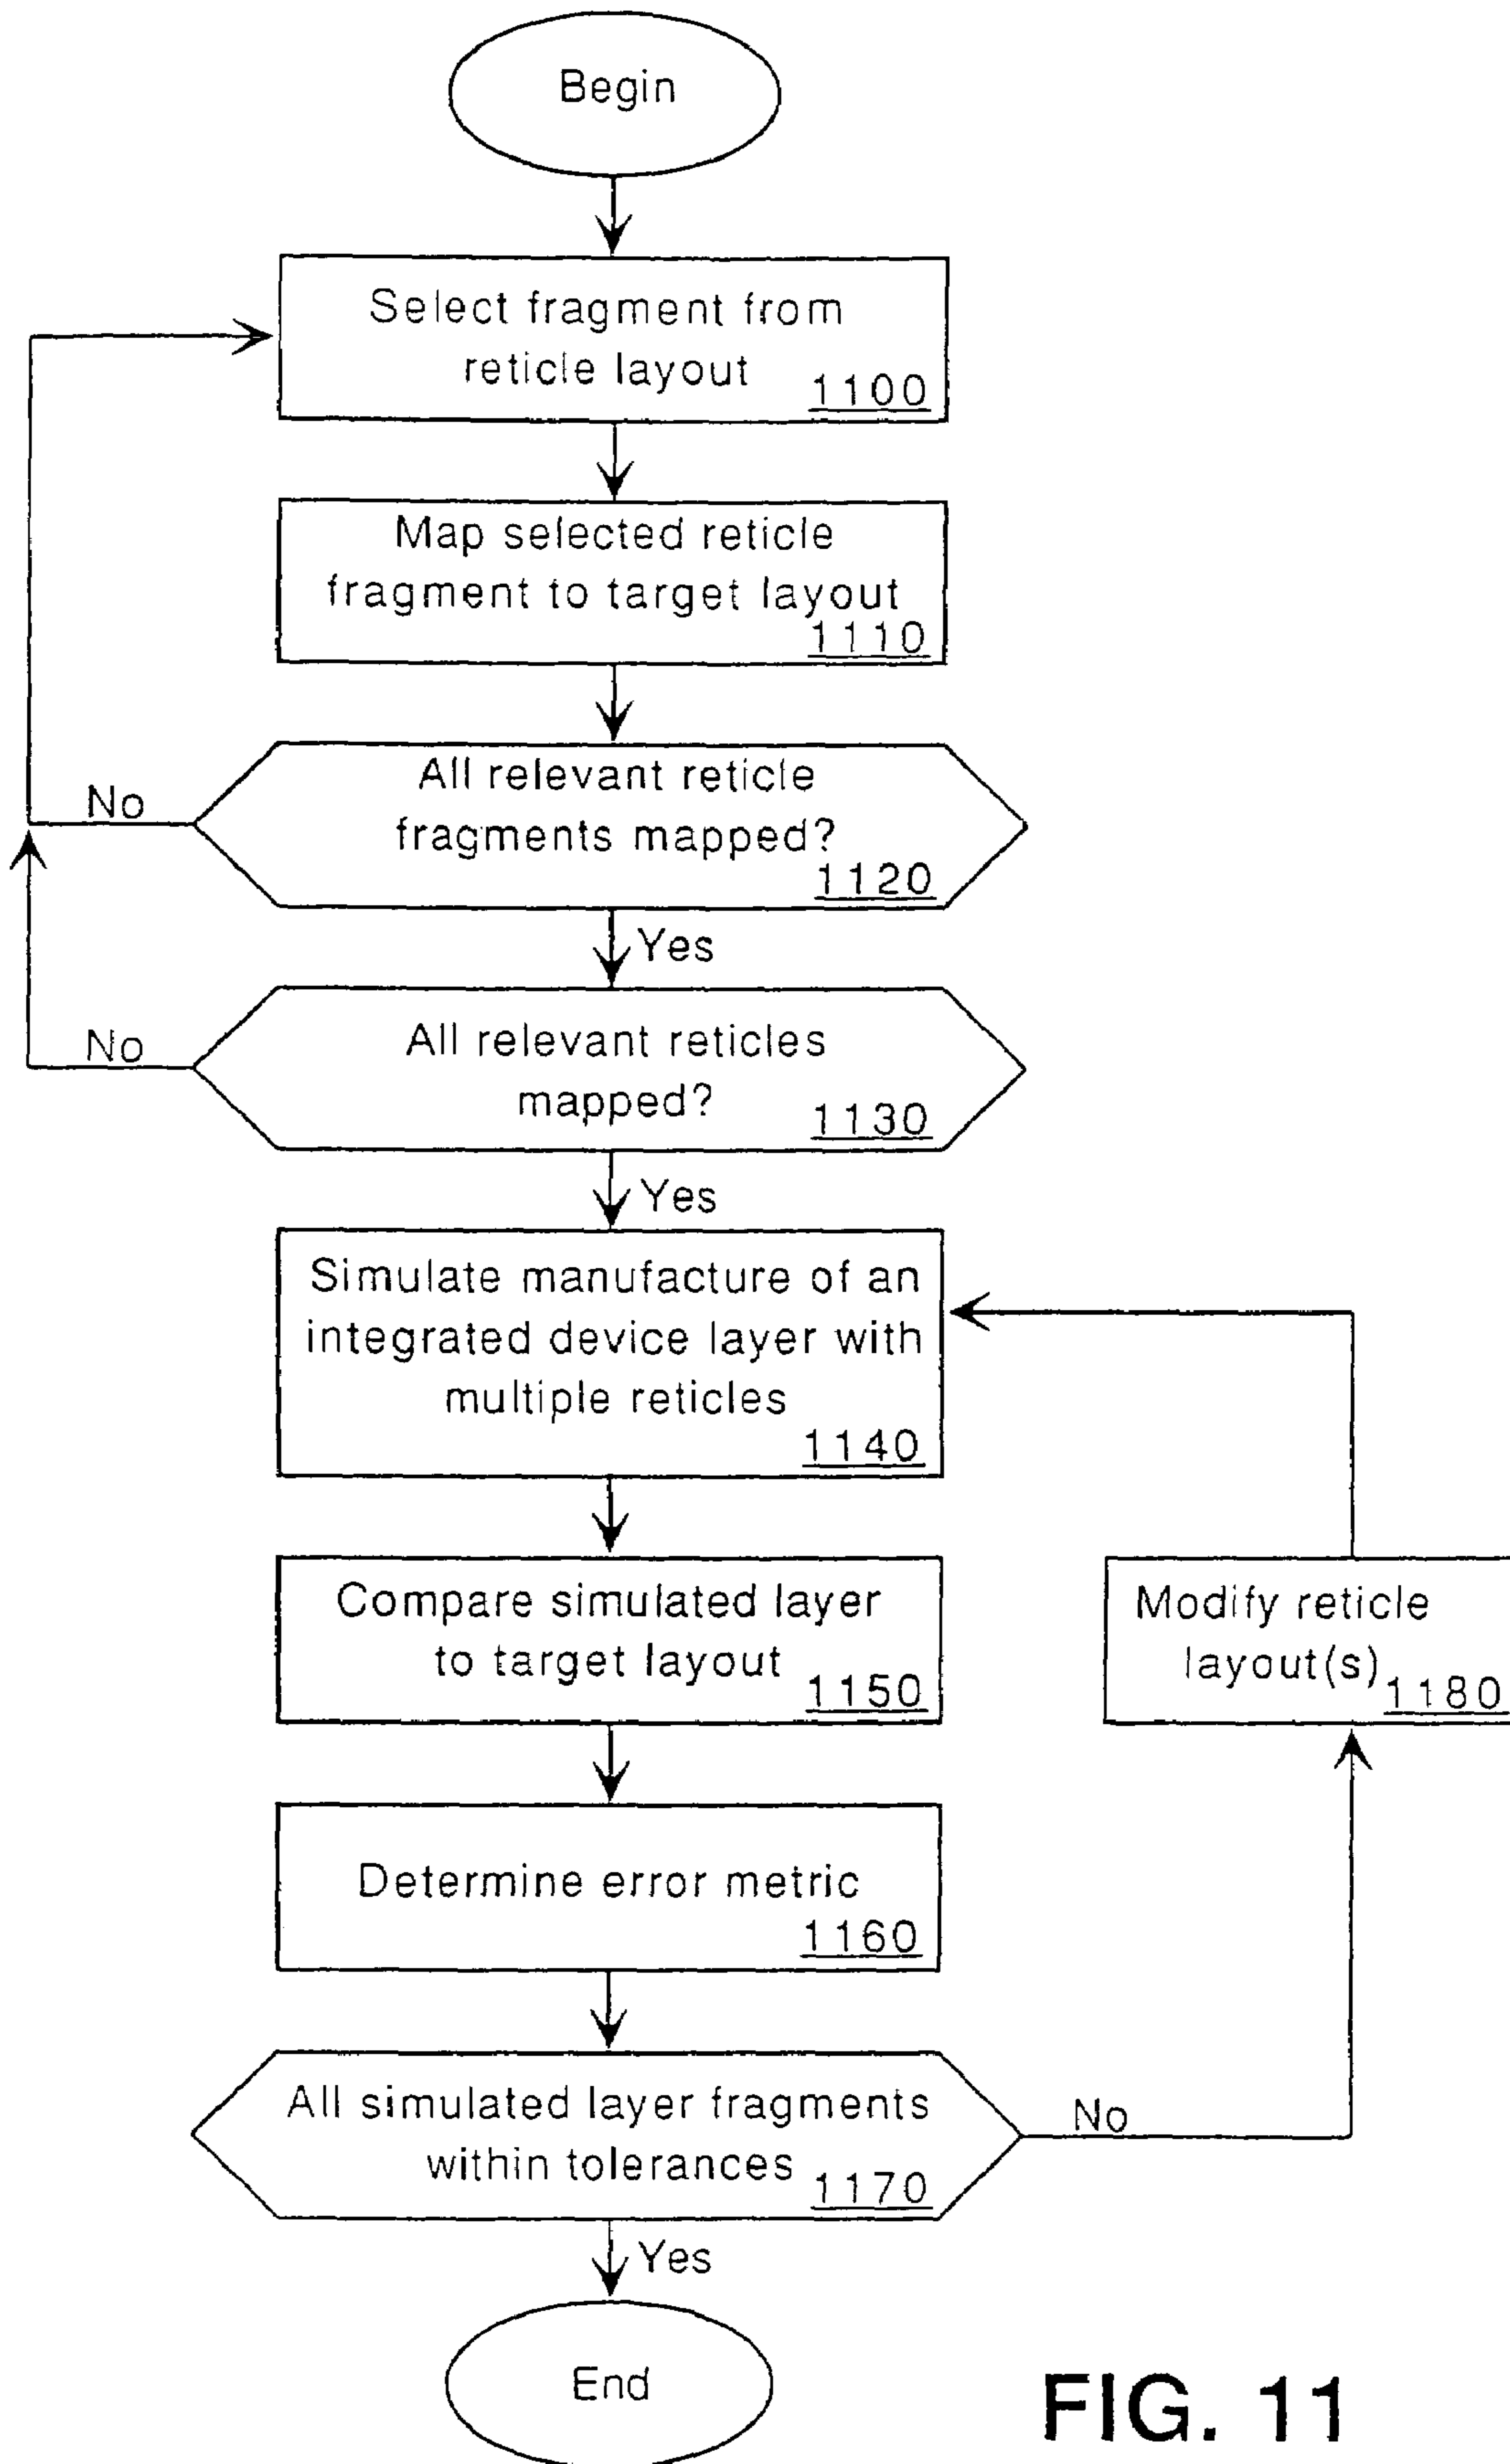 Begin
Select fragment from
reticle layout
1100
Map selected reticle
fragment to target layout
1110
All relevant reticle
fragments mapped?
1120
No
Yes
All relevant reticles
mapped?
1130
No
Yes
Simulate manufacture of an
integrated device layer with
multiple reticles
1140
Compare simulated layer
to target layout
1150
Modify reticle
layout(s)
1180
Determine error metric
1160
All simulated layer fragments
within tolerances
1170
No
Yes
End
FIG. 11